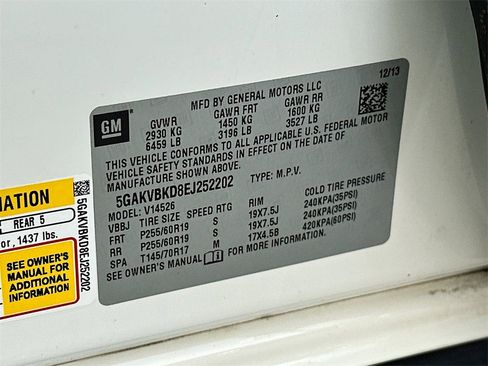 12/13
MFD BY GENERAL MOTORS LLC
GM
GVWR GAWR FRT GAWR RR
2930 KG 1450 KG 1600 KG
6459 LB 3196 LB 3527 LB
THIS VEHICLE CONFORMS TO ALL APPLICABLE U.S. FEDERAL MOTOR
VEHICLE SAFETY STANDARDS IN EFFECT ON THE DATE OF
MANUFACTURE SHOWN ABOVE.
5GAKVBKD8EJ252202 TYPE: M.P.V.
MODEL: V14526
VBBJ TIRE SIZE SPEED RTG RIM COLD TIRE PRESSURE
FRT P255/60R19 S 19X7.5J 240KPA(35PSI)
RR P255/60R19 S 19X7.5J 240KPA(35PSI)
SPA T145/70R17 M 17X4.5B 420KPA(60PSI)
SEE OWNER'S MANUAL FOR MORE INFORMATION.
MATION
REAR 5
or, 1437 lbs.
SEE OWNER'S
MANUAL FOR
ADDITIONAL
INFORMATION
5GAKVBKD8EJ252202